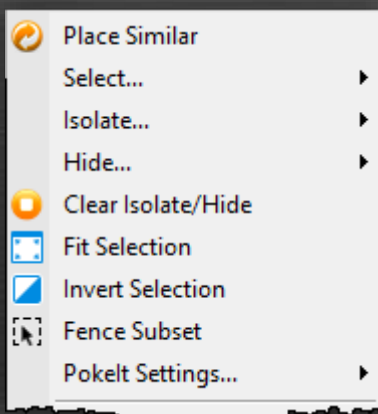 Place Similar
Select...
Isolate...
Hide...
Clear Isolate/Hide
Fit Selection
Invert Selection
Fence Subset
PokeIt Settings...